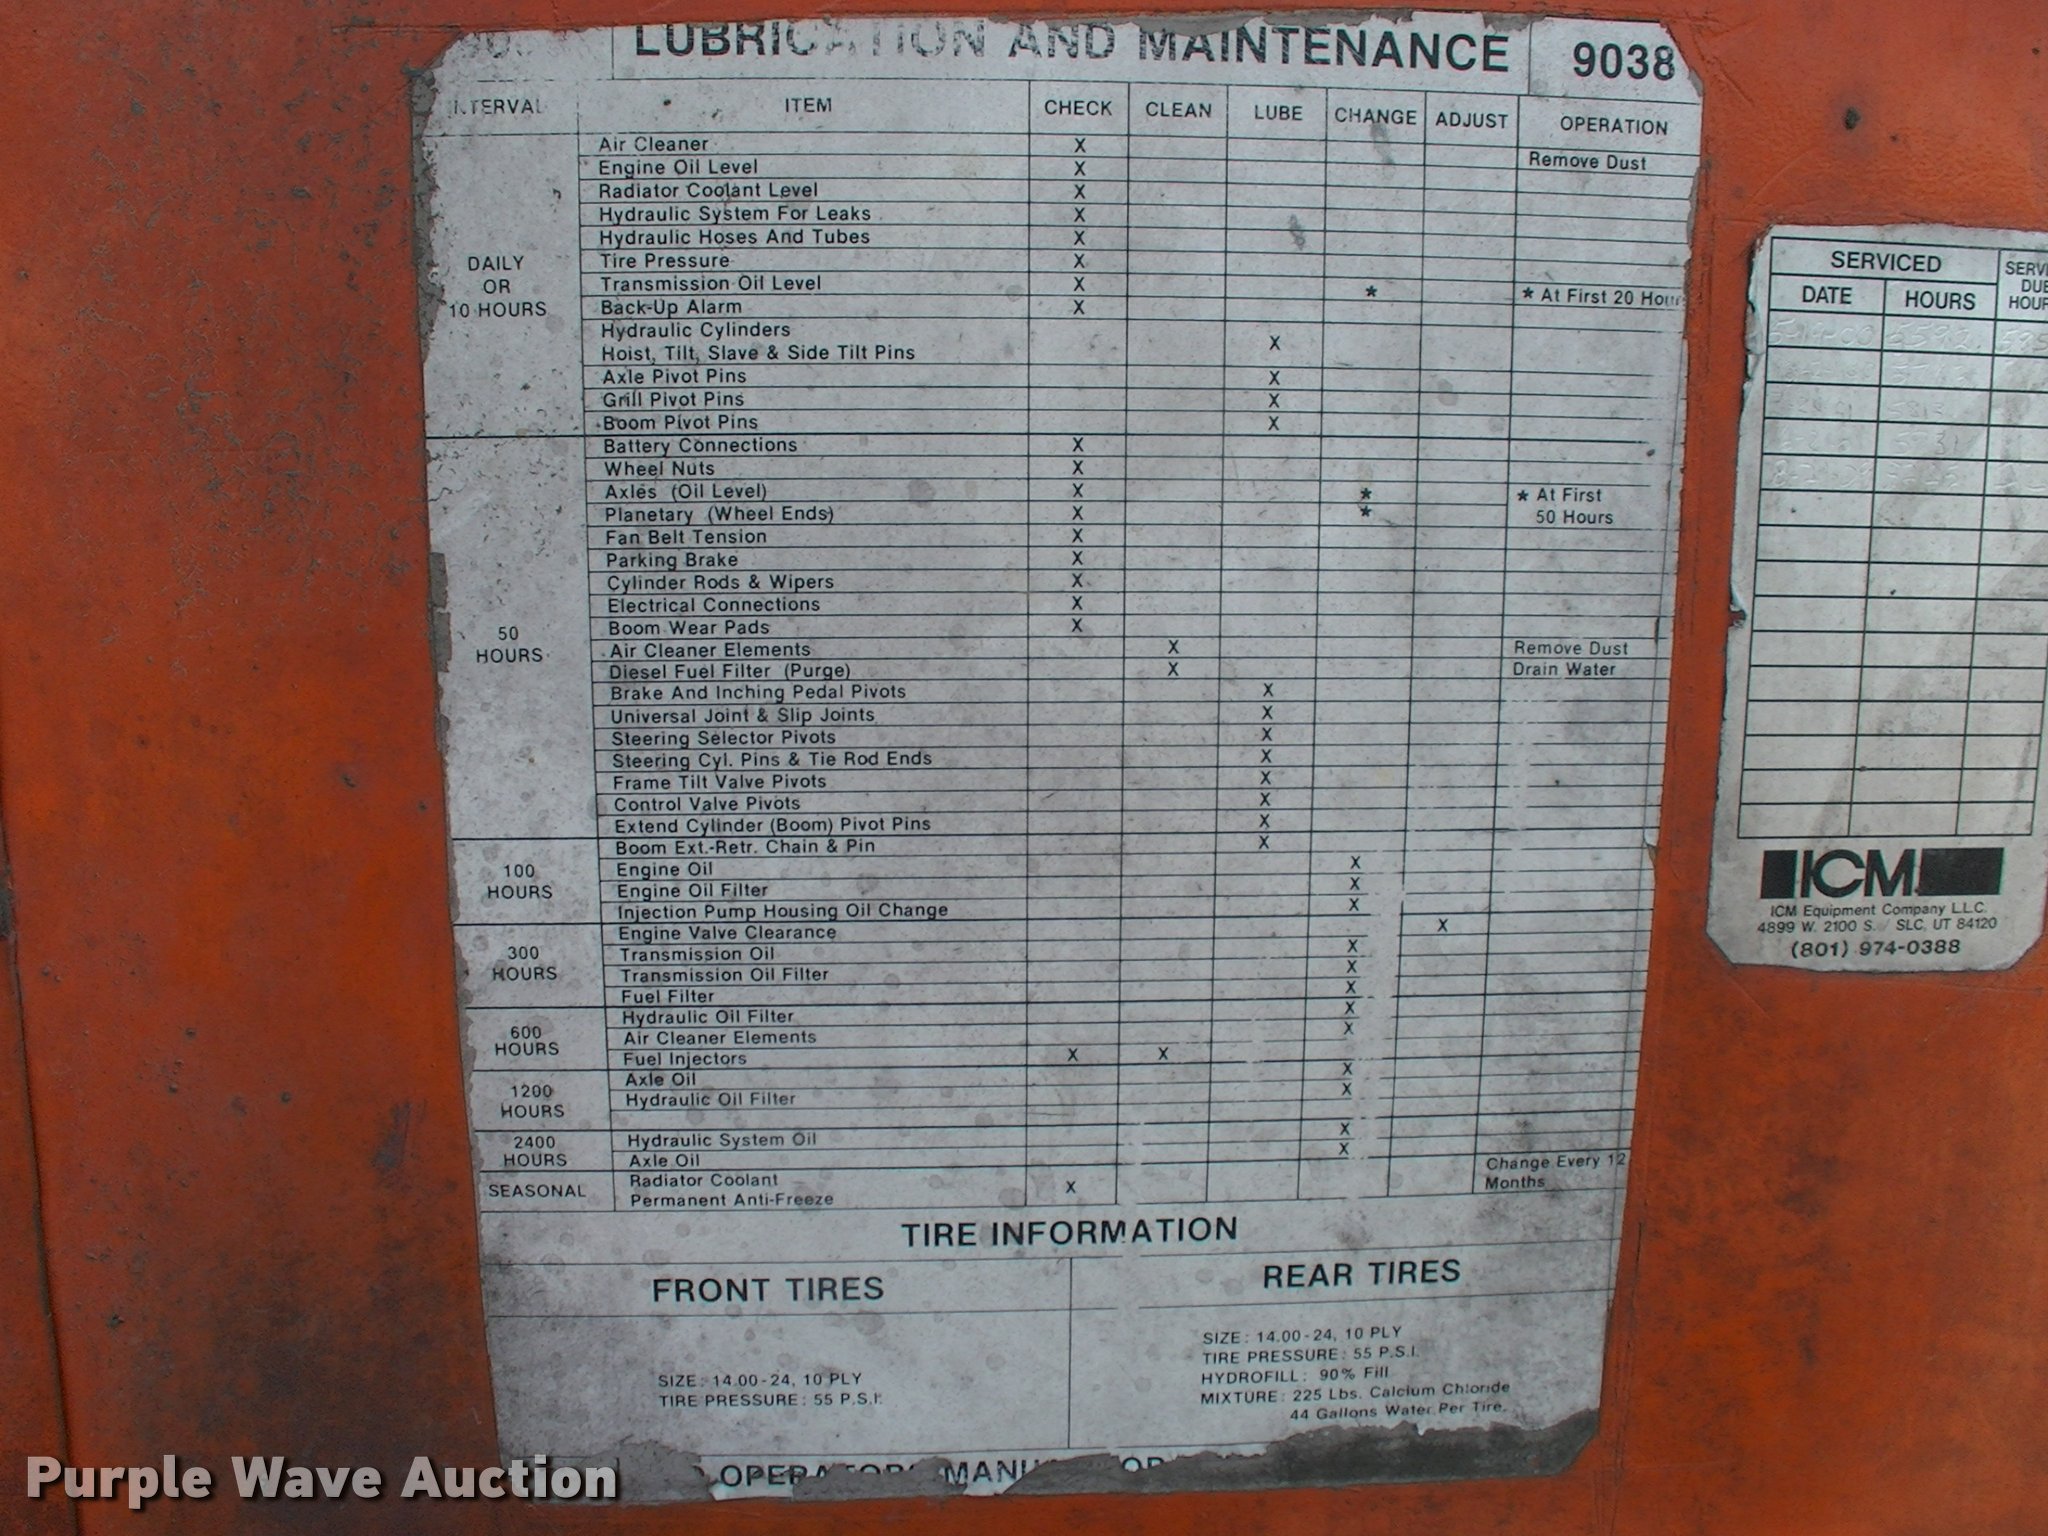 LUBRICATION AND MAINTENANCE 9038
INTERVAL ITEM CHECK CLEAN LUBE CHANGE ADJUST OPERATION
DAILY
OR
10 HOURS
Air Cleaner X Remove Dust
Engine Oil Level X
Radiator Coolant Level X
Hydraulic System For Leaks X
Hydraulic Hoses And Tubes X
Tire Pressure X
Transmission Oil Level X * * At First 20 Hours
Back-Up Alarm X
Hydraulic Cylinders
Hoist, Tilt, Slave & Side Tilt Pins X
Axle Pivot Pins X
Grill Pivot Pins X
Boom Pivot Pins X
50
HOURS
Battery Connections X
Wheel Nuts X
Axles (Oil Level) X * * At First
Planetary (Wheel Ends) X * 50 Hours
Fan Belt Tension X
Parking Brake X
Cylinder Rods & Wipers X
Electrical Connections X
Boom Wear Pads X
Air Cleaner Elements X Remove Dust
Diesel Fuel Filter (Purge) X Drain Water
Brake And Inching Pedal Pivots X
Universal Joint & Slip Joints X
Steering Selector Pivots X
Steering Cyl. Pins & Tie Rod Ends X
Frame Tilt Valve Pivots X
Control Valve Pivots X
Extend Cylinder (Boom) Pivot Pins X
100
HOURS
Boom Ext.-Retr. Chain & Pin X
Engine Oil X
Engine Oil Filter X
Injection Pump Housing Oil Change X
300
HOURS
Engine Valve Clearance X
Transmission Oil X
Transmission Oil Filter X
Fuel Filter X
600
HOURS
Hydraulic Oil Filter X
Air Cleaner Elements X
Fuel Injectors X X
1200
HOURS
Axle Oil X
Hydraulic Oil Filter X
2400
HOURS
Hydraulic System Oil X
Axle Oil X
SEASONAL
Radiator Coolant X Change Every 12
Permanent Anti-Freeze Months
TIRE INFORMATION
FRONT TIRES
SIZE: 14.00-24, 10 PLY
TIRE PRESSURE: 55 P.S.I.
REAR TIRES
SIZE: 14.00-24, 10 PLY
TIRE PRESSURE: 55 P.S.I.
HYDROFILL: 90% Fill
MIXTURE: 225 Lbs. Calcium Chloride
44 Gallons Water Per Tire.
SERVICED
DATE HOURS
ICM
ICM Equipment Company L.L.C.
4899 W. 2100 S. / SLC, UT 84120
(801) 974-0388
Purple Wave Auction